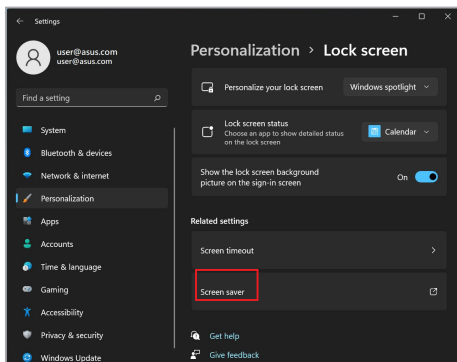 Settings
user@asus.com
user@asus.com
Find a setting
System
Bluetooth & devices
Network & internet
Personalization
Apps
Accounts
Time & language
Gaming
Accessibility
Privacy & security
Windows Update
Personalization › Lock screen
Personalize your lock screen
Windows spotlight
Lock screen status
Choose an app to show detailed status
on the lock screen
Calendar
Show the lock screen background
picture on the sign-in screen
On
Related settings
Screen timeout
Screen saver
Get help
Give feedback